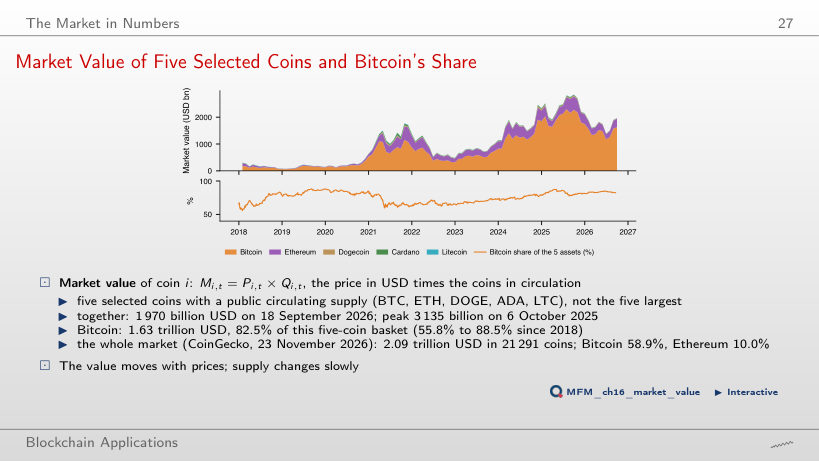 The Market in Numbers
27
Market Value of Five Selected Coins and Bitcoin's Share
Market value (USD bn)
2000
1000
0
100
%
50
2018 2019 2020 2021 2022 2023 2024 2025 2026 2027
Bitcoin Ethereum Dogecoin Cardano Litecoin Bitcoin share of the 5 assets (%)
Market value of coin i: M_{i,t} = P_{i,t} × Q_{i,t}, the price in USD times the coins in circulation
▶ five selected coins with a public circulating supply (BTC, ETH, DOGE, ADA, LTC), not the five largest
▶ together: 1 970 billion USD on 18 September 2026; peak 3 135 billion on 6 October 2025
▶ Bitcoin: 1.63 trillion USD, 82.5% of this five-coin basket (55.8% to 88.5% since 2018)
▶ the whole market (CoinGecko, 23 November 2026): 2.09 trillion USD in 21 291 coins; Bitcoin 58.9%, Ethereum 10.0%
The value moves with prices; supply changes slowly
MFM_ch16_market_value ▶ Interactive
Blockchain Applications